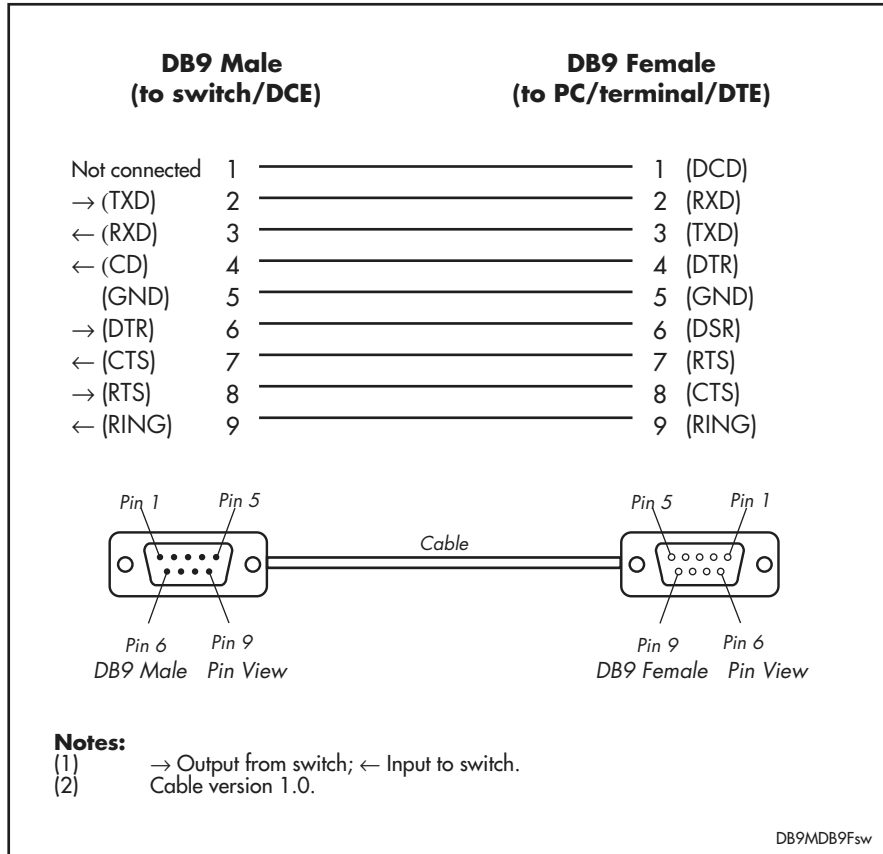 DB9 Male DB9 Female
(to switch/DCE) (to PC/terminal/DTE)
Not connected 1 1 (DCD)
→ (TXD) 2 2 (RXD)
← (RXD) 3 3 (TXD)
← (CD) 4 4 (DTR)
(GND) 5 5 (GND)
→ (DTR) 6 6 (DSR)
← (CTS) 7 7 (RTS)
→ (RTS) 8 8 (CTS)
← (RING) 9 9 (RING)
Pin 1 Pin 5 Pin 5 Pin 1
Cable
Pin 6 Pin 9 Pin 9 Pin 6
DB9 Male Pin View DB9 Female Pin View
Notes:
(1) → Output from switch; ← Input to switch.
(2) Cable version 1.0.
DB9MDB9Fsw